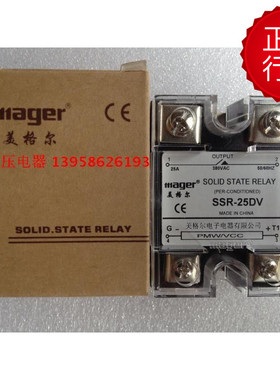 正
行
mager
美格尔
CE
SOLID.STATE RELAY
压电器 13958586193
OUTPUT
25A 380VAC 50/60HZ
mager
美格尔
CE
SOLID STATE RELAY
(PER-CONDITIONED)
SSR-25DV
MADE IN CHINA
美格尔电子电器有限公司
G - + T1
PMW/VCC